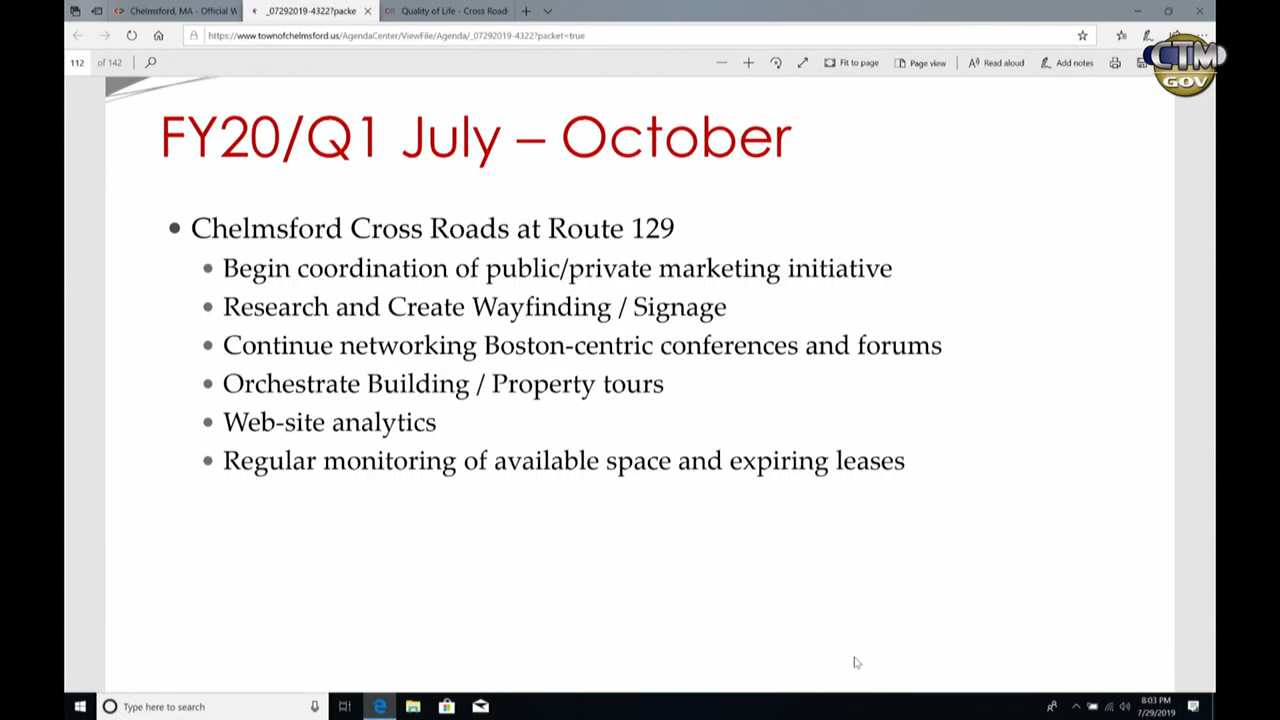 Chelmsford, MA - Official W
_07292019-4322?packe
Quality of Life - Cross Road
https://www.townofchelmsford.us/AgendaCenter/ViewFile/Agenda/_07292019-4322?packet=true
112 of 142
Fit to page
Page view
Read aloud
Add notes
CTM
GOV
FY20/Q1 July – October
• Chelmsford Cross Roads at Route 129
• Begin coordination of public/private marketing initiative
• Research and Create Wayfinding / Signage
• Continue networking Boston-centric conferences and forums
• Orchestrate Building / Property tours
• Web-site analytics
• Regular monitoring of available space and expiring leases
Type here to search
8:03 PM
7/29/2019